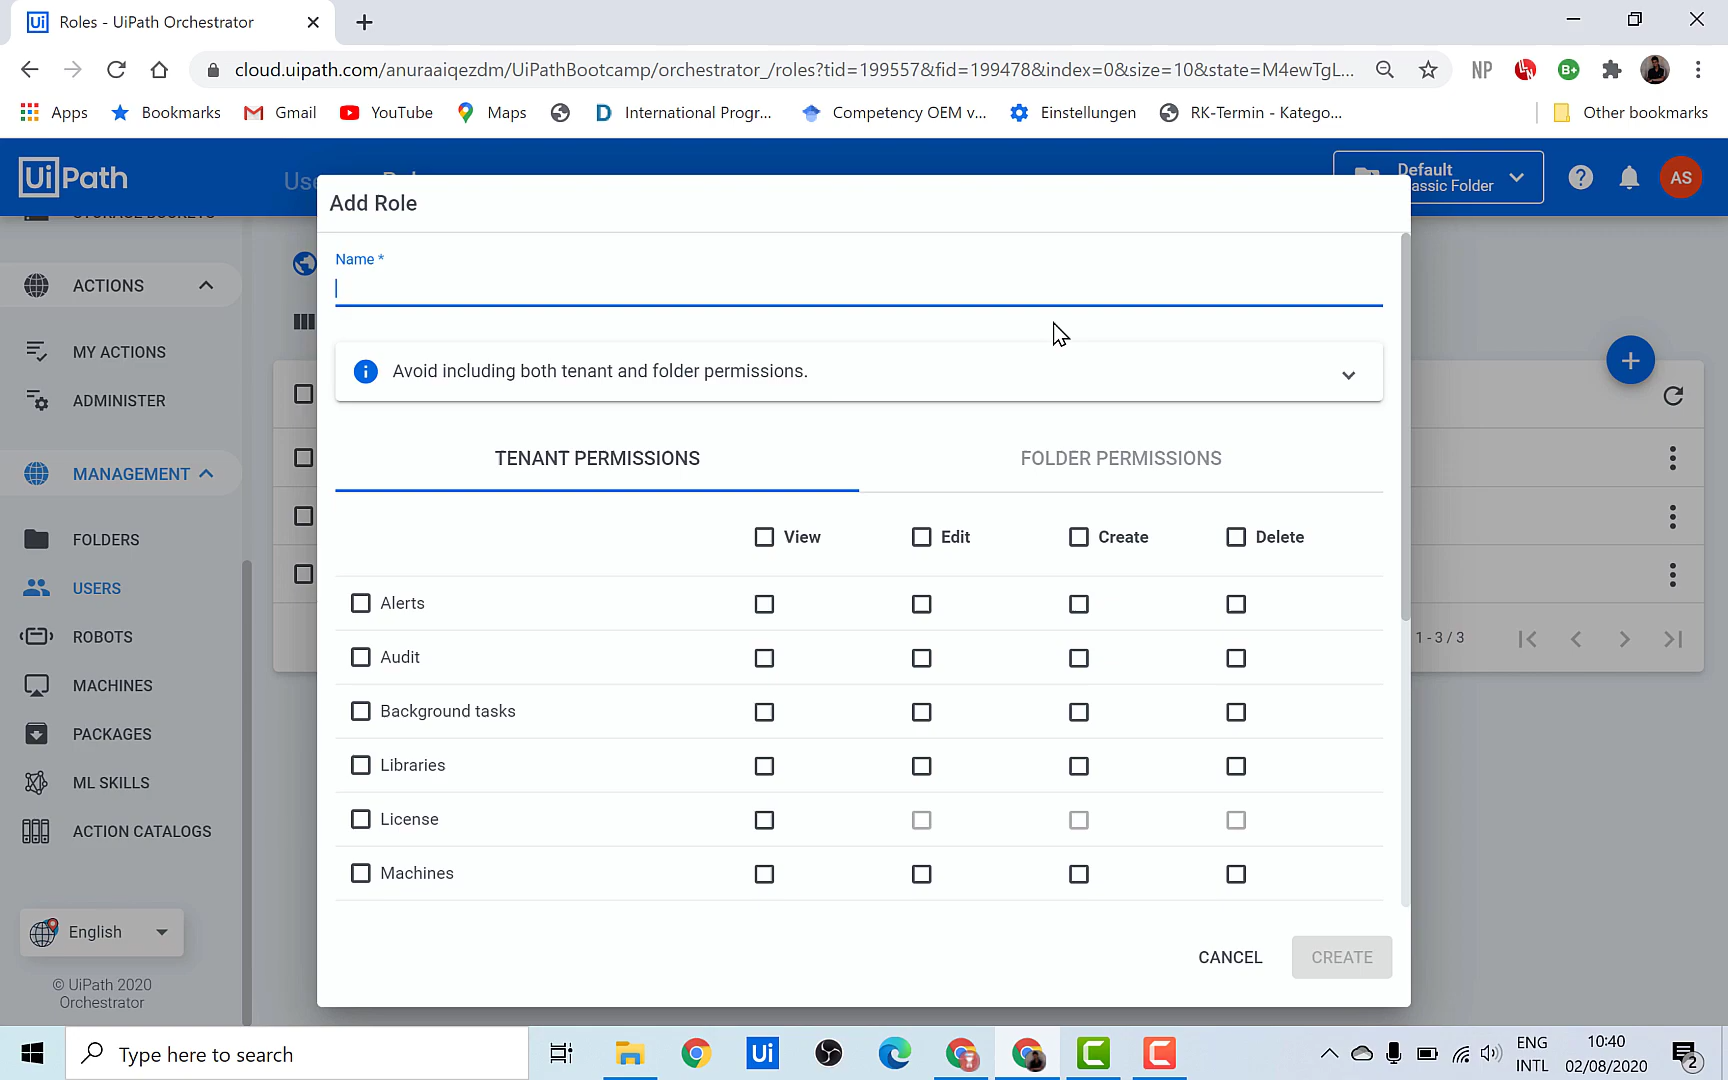 Roles - UiPath Orchestrator
cloud.uipath.com/anuraaiqezdm/UiPathBootcamp/orchestrator_/roles?tid=199557&fid=199478&index=0&size=10&state=M4ewTgL...
NP
Apps
Bookmarks
Gmail
YouTube
Maps
International Progr...
Competency OEM v...
Einstellungen
RK-Termin - Katego...
Other bookmarks
UiPath
Default
assic Folder
AS
Add Role
Name *
ACTIONS
MY ACTIONS
ADMINISTER
MANAGEMENT
FOLDERS
USERS
ROBOTS
MACHINES
PACKAGES
ML SKILLS
ACTION CATALOGS
English
© UiPath 2020
Orchestrator
Avoid including both tenant and folder permissions.
TENANT PERMISSIONS
FOLDER PERMISSIONS
View Edit Create Delete
Alerts
Audit
Background tasks
Libraries
License
Machines
1 - 3 / 3
CANCEL
CREATE
Type here to search
Ui
ENG
INTL
10:40
02/08/2020
2